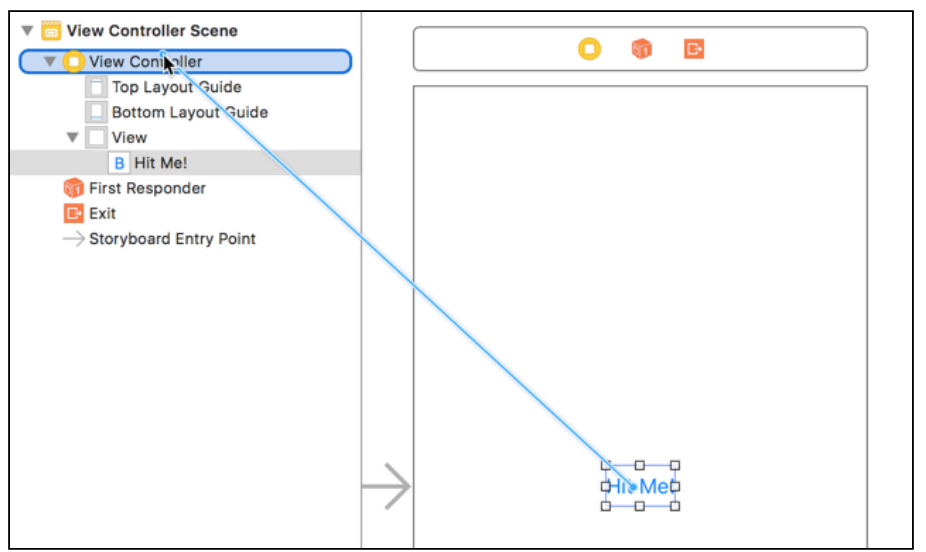 View Controller Scene
View Controller
Top Layout Guide
Bottom Layout Guide
View
B Hit Me!
First Responder
Exit
Storyboard Entry Point
Hit Me!